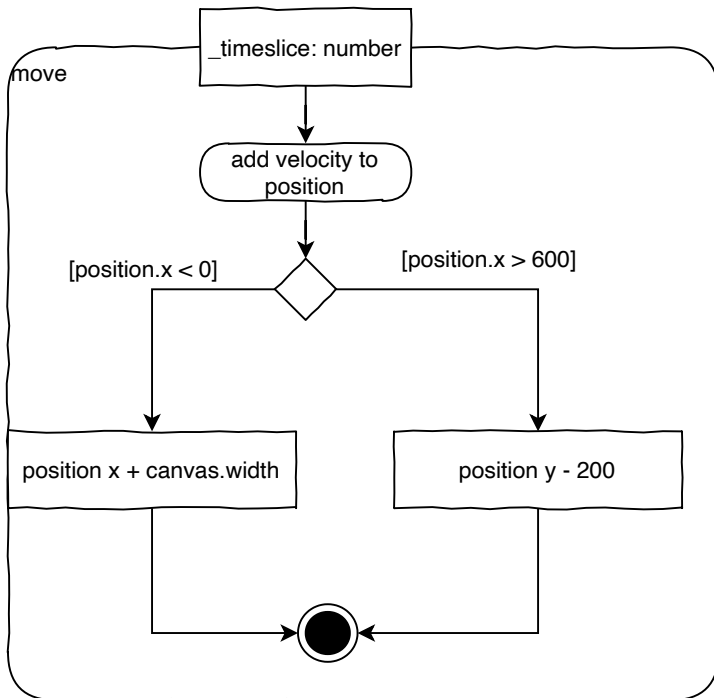 _timeslice: number
move
add velocity to
position
[position.x < 0]
[position.x > 600]
position x + canvas.width
position y - 200